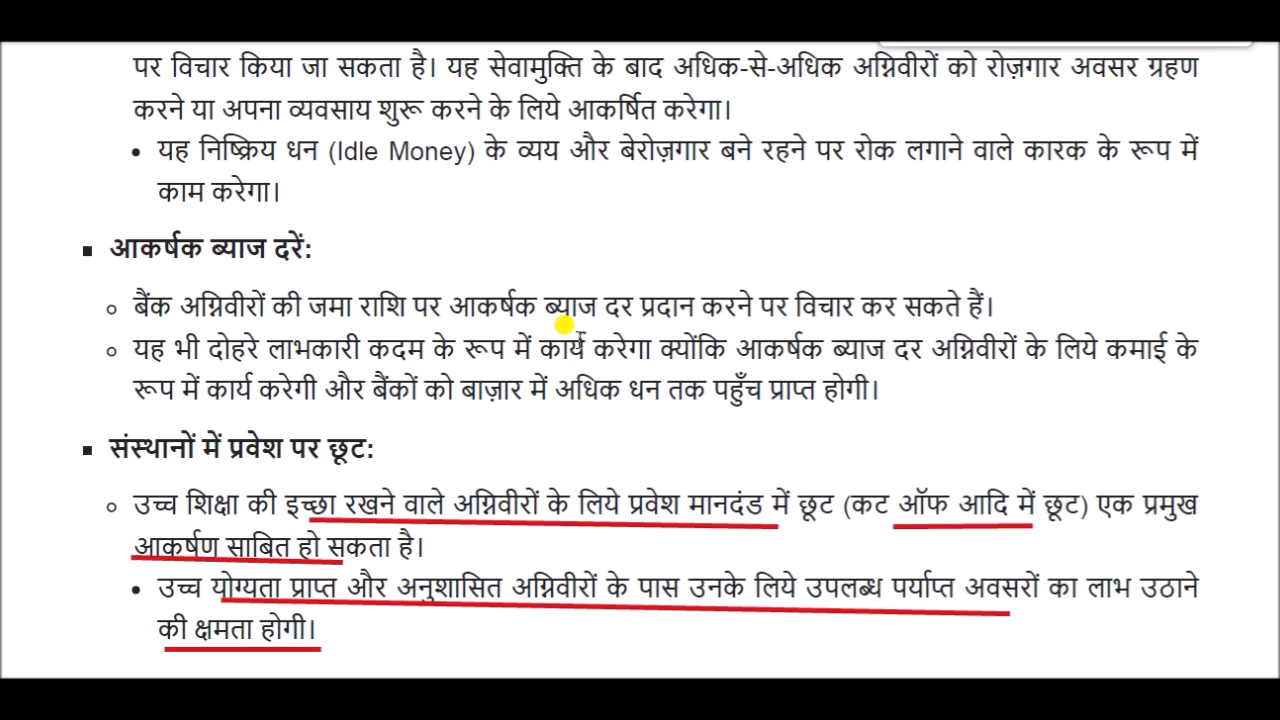 पर विचार किया जा सकता है। यह सेवामुक्ति के बाद अधिक-से-अधिक अग्निवीरों को रोज़गार अवसर ग्रहण
करने या अपना व्यवसाय शुरू करने के लिये आकर्षित करेगा।
• यह निष्क्रिय धन (Idle Money) के व्यय और बेरोज़गार बने रहने पर रोक लगाने वाले कारक के रूप में
काम करेगा।
▪ आकर्षक ब्याज दरें:
○ बैंक अग्निवीरों की जमा राशि पर आकर्षक ब्याज दर प्रदान करने पर विचार कर सकते हैं।
○ यह भी दोहरे लाभकारी कदम के रूप में कार्य करेगा क्योंकि आकर्षक ब्याज दर अग्निवीरों के लिये कमाई के
रूप में कार्य करेगी और बैंकों को बाज़ार में अधिक धन तक पहुँच प्राप्त होगी।
▪ संस्थानों में प्रवेश पर छूट:
○ उच्च शिक्षा की इच्छा रखने वाले अग्निवीरों के लिये प्रवेश मानदंड में छूट (कट ऑफ आदि में छूट) एक प्रमुख
आकर्षण साबित हो सकता है।
• उच्च योग्यता प्राप्त और अनुशासित अग्निवीरों के पास उनके लिये उपलब्ध पर्याप्त अवसरों का लाभ उठाने
की क्षमता होगी।